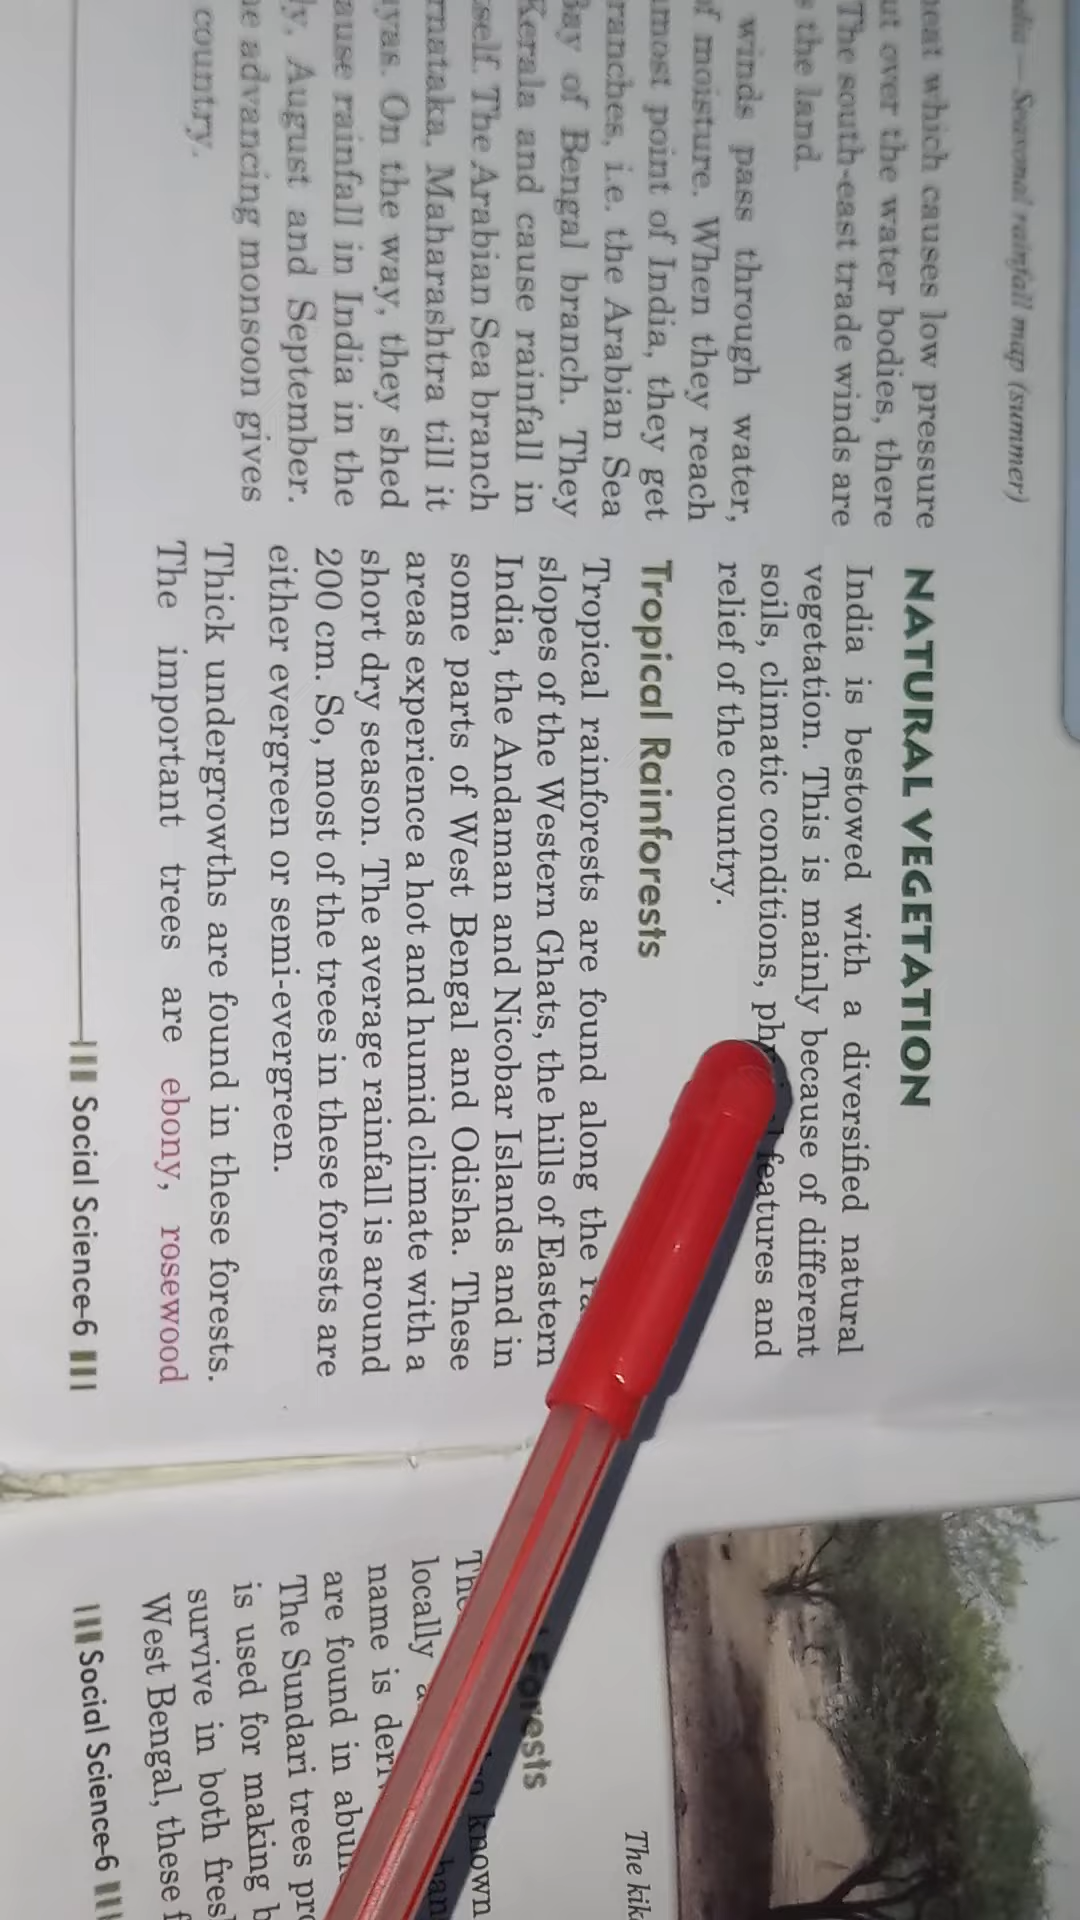 dia — Seasonal rainfall map (summer)
heat which causes low pressure
ut over the water bodies, there
The south-east trade winds are
s the land.
winds pass through water,
of moisture. When they reach
most point of India, they get
ranches, i.e. the Arabian Sea
Bay of Bengal branch. They
Kerala and cause rainfall in
self. The Arabian Sea branch
rnataka, Maharashtra till it
yas. On the way, they shed
ause rainfall in India in the
ly, August and September.
he advancing monsoon gives
country.
NATURAL VEGETATION
India is bestowed with a diversified natural
vegetation. This is mainly because of different
soils, climatic conditions, features and
relief of the country.
Tropical Rainforests
Tropical rainforests are found along the
slopes of the Western Ghats, the hills of Eastern
India, the Andaman and Nicobar Islands and in
some parts of West Bengal and Odisha. These
areas experience a hot and humid climate with a
short dry season. The average rainfall is around
200 cm. So, most of the trees in these forests are
either evergreen or semi-evergreen.
Thick undergrowths are found in these forests.
The important trees are ebony, rosewood
Social Science-6
The
Forests
known
locally
name is
are found in
The Sundari trees
is used for making
survive in both
West Bengal, these
Social Science-6